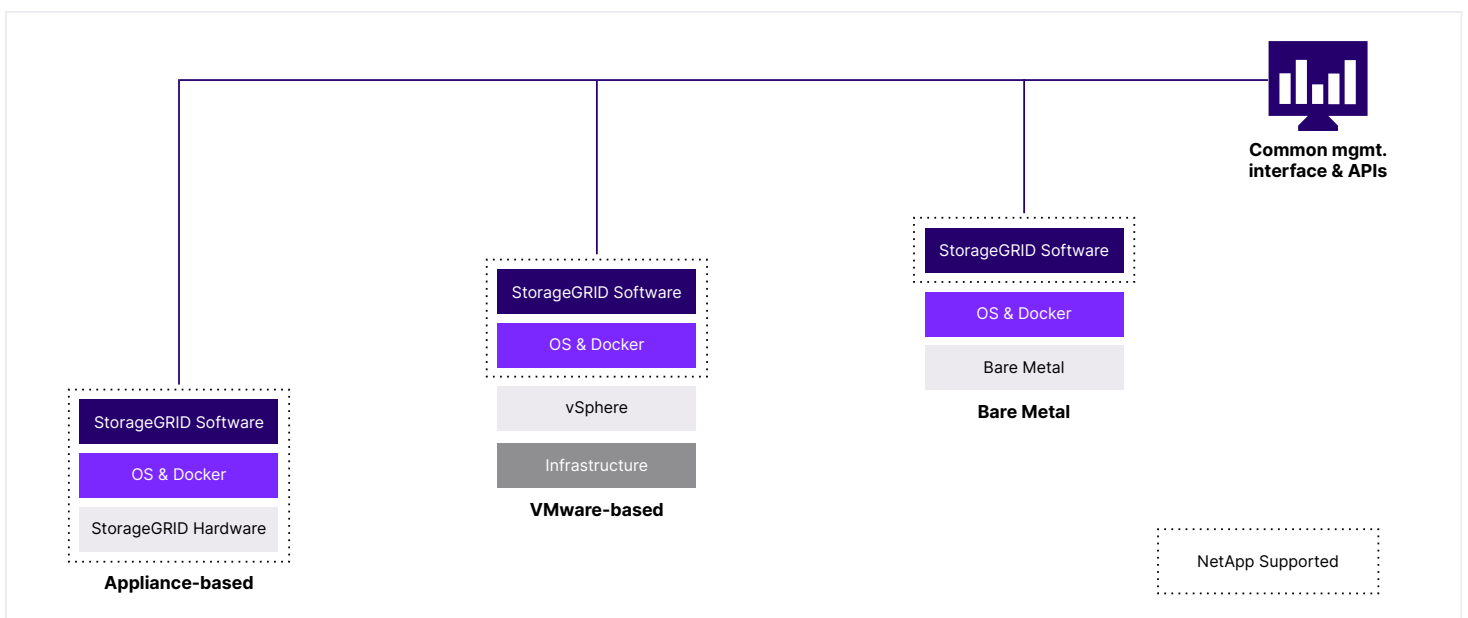 Common mgmt.
interface & APIs
StorageGRID Software
OS & Docker
StorageGRID Hardware
Appliance-based
StorageGRID Software
OS & Docker
vSphere
Infrastructure
VMware-based
StorageGRID Software
OS & Docker
Bare Metal
Bare Metal
NetApp Supported